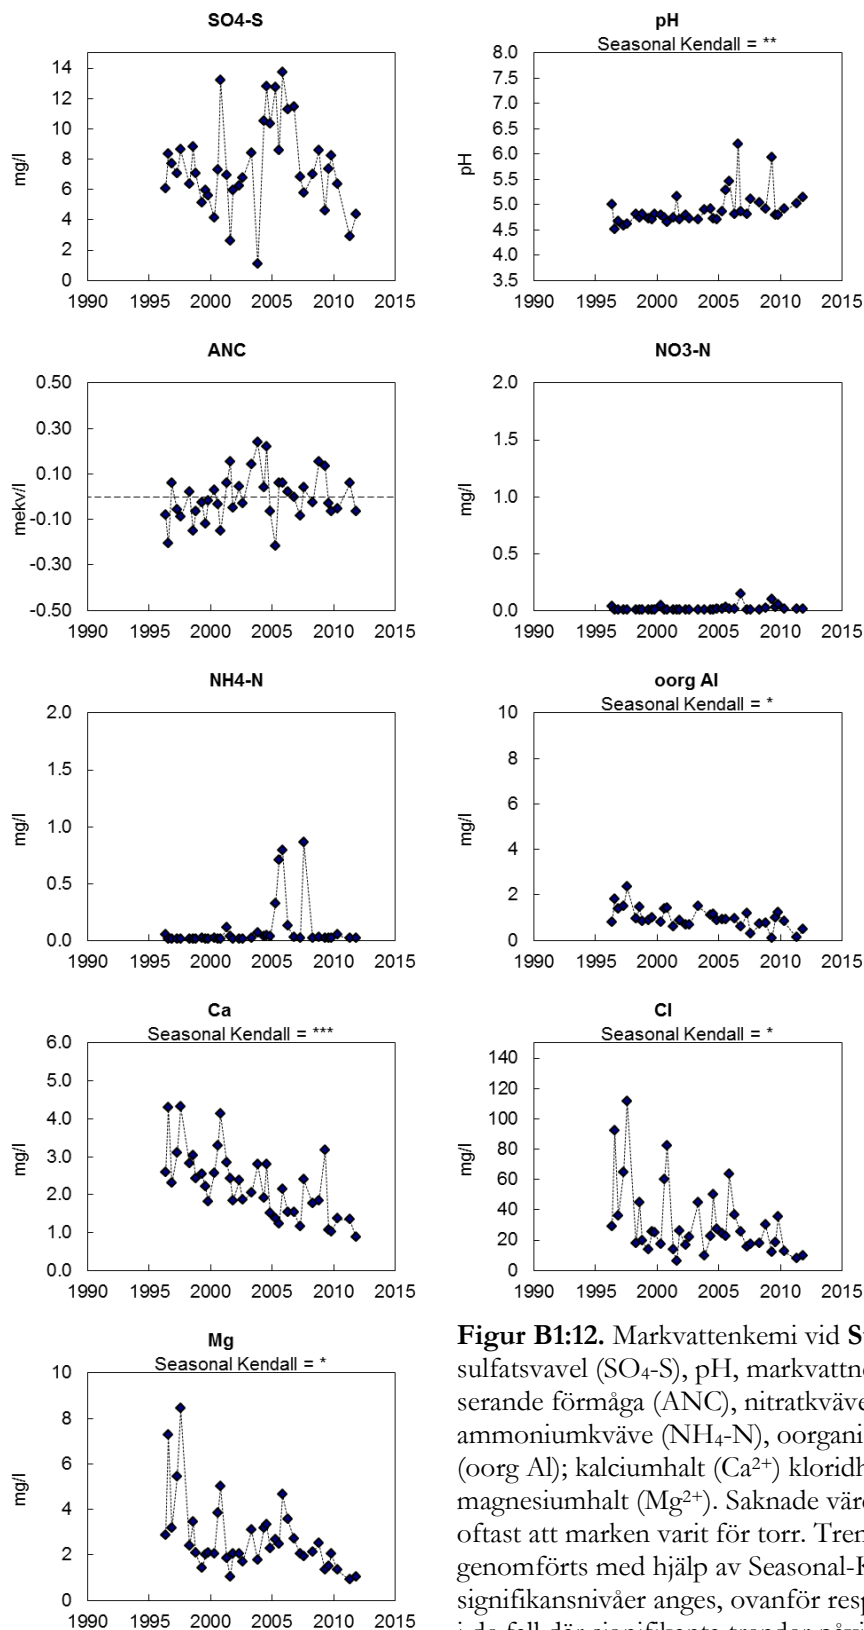 SO4-S
mg/l
14
12
10
8
6
4
2
0
1990 1995 2000 2005 2010 2015
pH
Seasonal Kendall = **
pH
8.0
7.5
7.0
6.5
6.0
5.5
5.0
4.5
4.0
3.5
1990 1995 2000 2005 2010 2015
ANC
mekv/l
0.50
0.30
0.10
-0.10
-0.30
-0.50
1990 1995 2000 2005 2010 2015
NO3-N
mg/l
2.0
1.5
1.0
0.5
0.0
1990 1995 2000 2005 2010 2015
NH4-N
mg/l
2.0
1.5
1.0
0.5
0.0
1990 1995 2000 2005 2010 2015
oorg Al
Seasonal Kendall = *
mg/l
10
8
6
4
2
0
1990 1995 2000 2005 2010 2015
Ca
Seasonal Kendall = ***
mg/l
6.0
5.0
4.0
3.0
2.0
1.0
0.0
1990 1995 2000 2005 2010 2015
Cl
Seasonal Kendall = *
mg/l
140
120
100
80
60
40
20
0
1990 1995 2000 2005 2010 2015
Mg
Seasonal Kendall = *
mg/l
10
8
6
4
2
0
1990 1995 2000 2005 2010 2015
Figur B1:12. Markvattenkemi vid
sulfatsvavel (SO4-S), pH,
serande förmåga (ANC), nitratkväve
ammoniumkväve (NH4-N),
(oorg Al); kalciumhalt (Ca2+)
magnesiumhalt (Mg2+). Saknade
oftast att marken varit för torr.
genomförts med hjälp av
signifikansnivåer anges, ovanför
i de fall där signifikanta trender